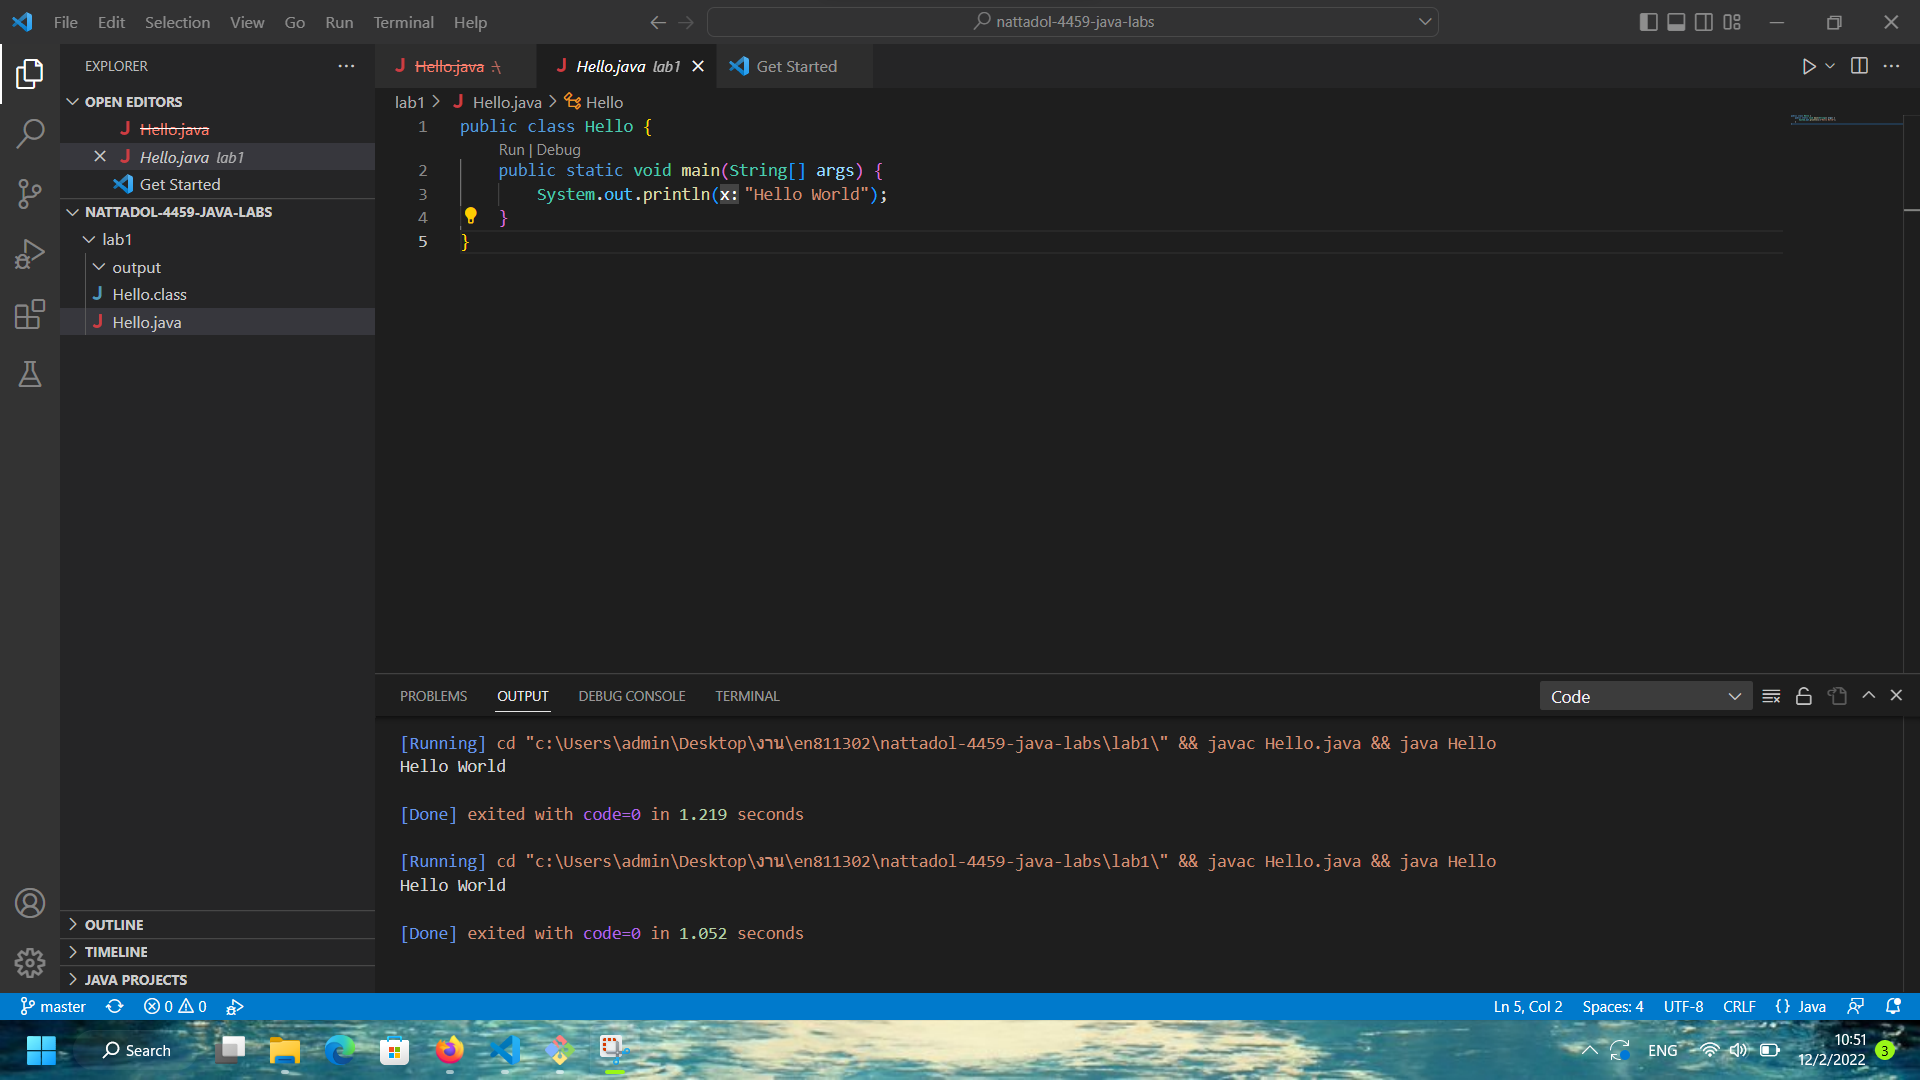 File Edit Selection View Go Run Terminal Help
nattadol-4459-java-labs
EXPLORER
OPEN EDITORS
Hello.java
Hello.java lab1
Get Started
NATTADOL-4459-JAVA-LABS
lab1
output
Hello.class
Hello.java
OUTLINE
TIMELINE
JAVA PROJECTS
Hello.java .\
Hello.java lab1
Get Started
lab1 > Hello.java > Hello
1 public class Hello {
Run | Debug
2 public static void main(String[] args) {
3 System.out.println(x: "Hello World");
4 }
5 }
PROBLEMS OUTPUT DEBUG CONSOLE TERMINAL
Code
[Running] cd "c:\Users\admin\Desktop\งาน\en811302\nattadol-4459-java-labs\lab1\" && javac Hello.java && java Hello
Hello World
[Done] exited with code=0 in 1.219 seconds
[Running] cd "c:\Users\admin\Desktop\งาน\en811302\nattadol-4459-java-labs\lab1\" && javac Hello.java && java Hello
Hello World
[Done] exited with code=0 in 1.052 seconds
master 0 0
Ln 5, Col 2 Spaces: 4 UTF-8 CRLF {} Java
Search
ENG
10:51
12/2/2022
3